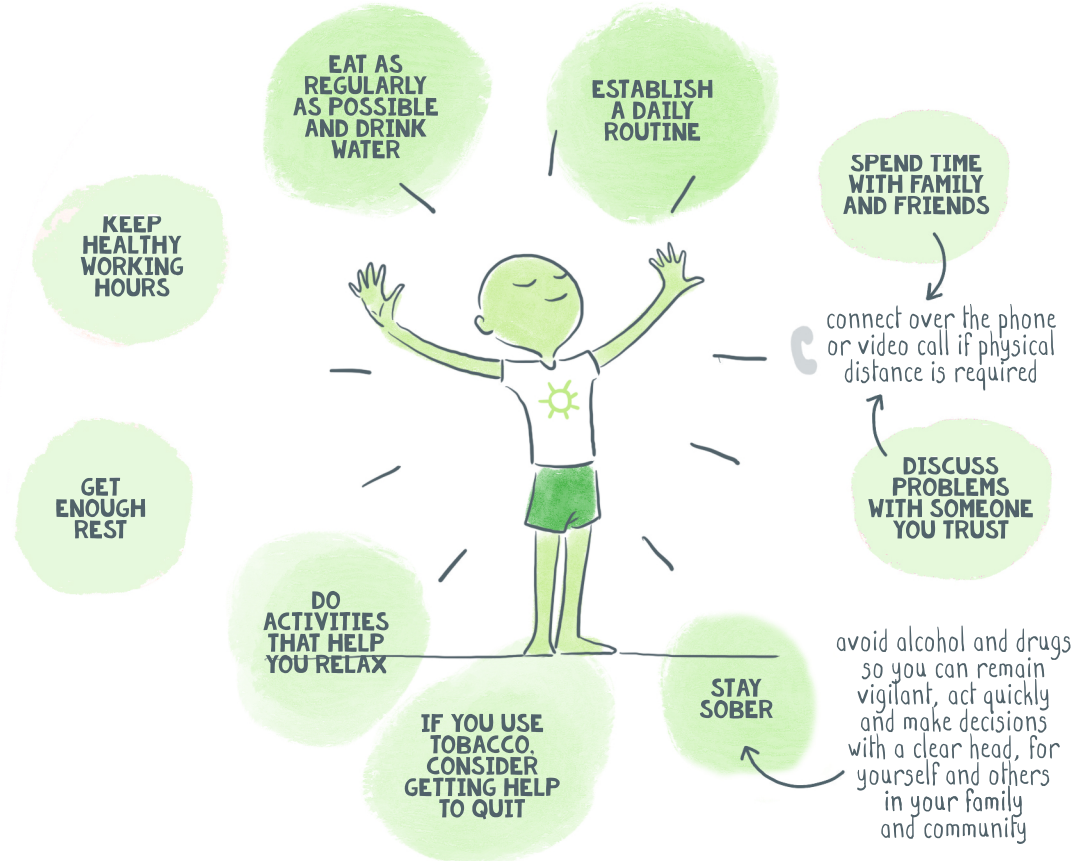 EAT AS
REGULARLY
AS POSSIBLE
AND DRINK
WATER
ESTABLISH
A DAILY
ROUTINE
SPEND TIME
WITH FAMILY
AND FRIENDS
KEEP
HEALTHY
WORKING
HOURS
connect over the phone
or video call if physical
distance is required
GET
ENOUGH
REST
DISCUSS
PROBLEMS
WITH SOMEONE
YOU TRUST
DO
ACTIVITIES
THAT HELP
YOU RELAX
IF YOU USE
TOBACCO,
CONSIDER
GETTING HELP
TO QUIT
STAY
SOBER
avoid alcohol and drugs
so you can remain
vigilant, act quickly
and make decisions
with a clear head, for
yourself and others
in your family
and community